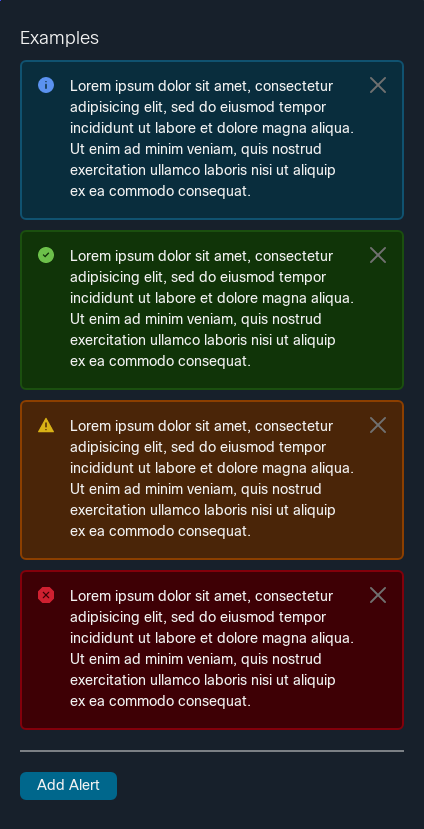 Examples
Lorem ipsum dolor sit amet, consectetur
adipisicing elit, sed do eiusmod tempor
incididunt ut labore et dolore magna aliqua.
Ut enim ad minim veniam, quis nostrud
exercitation ullamco laboris nisi ut aliquip
ex ea commodo consequat.
Lorem ipsum dolor sit amet, consectetur
adipisicing elit, sed do eiusmod tempor
incididunt ut labore et dolore magna aliqua.
Ut enim ad minim veniam, quis nostrud
exercitation ullamco laboris nisi ut aliquip
ex ea commodo consequat.
Lorem ipsum dolor sit amet, consectetur
adipisicing elit, sed do eiusmod tempor
incididunt ut labore et dolore magna aliqua.
Ut enim ad minim veniam, quis nostrud
exercitation ullamco laboris nisi ut aliquip
ex ea commodo consequat.
Lorem ipsum dolor sit amet, consectetur
adipisicing elit, sed do eiusmod tempor
incididunt ut labore et dolore magna aliqua.
Ut enim ad minim veniam, quis nostrud
exercitation ullamco laboris nisi ut aliquip
ex ea commodo consequat.
Add Alert